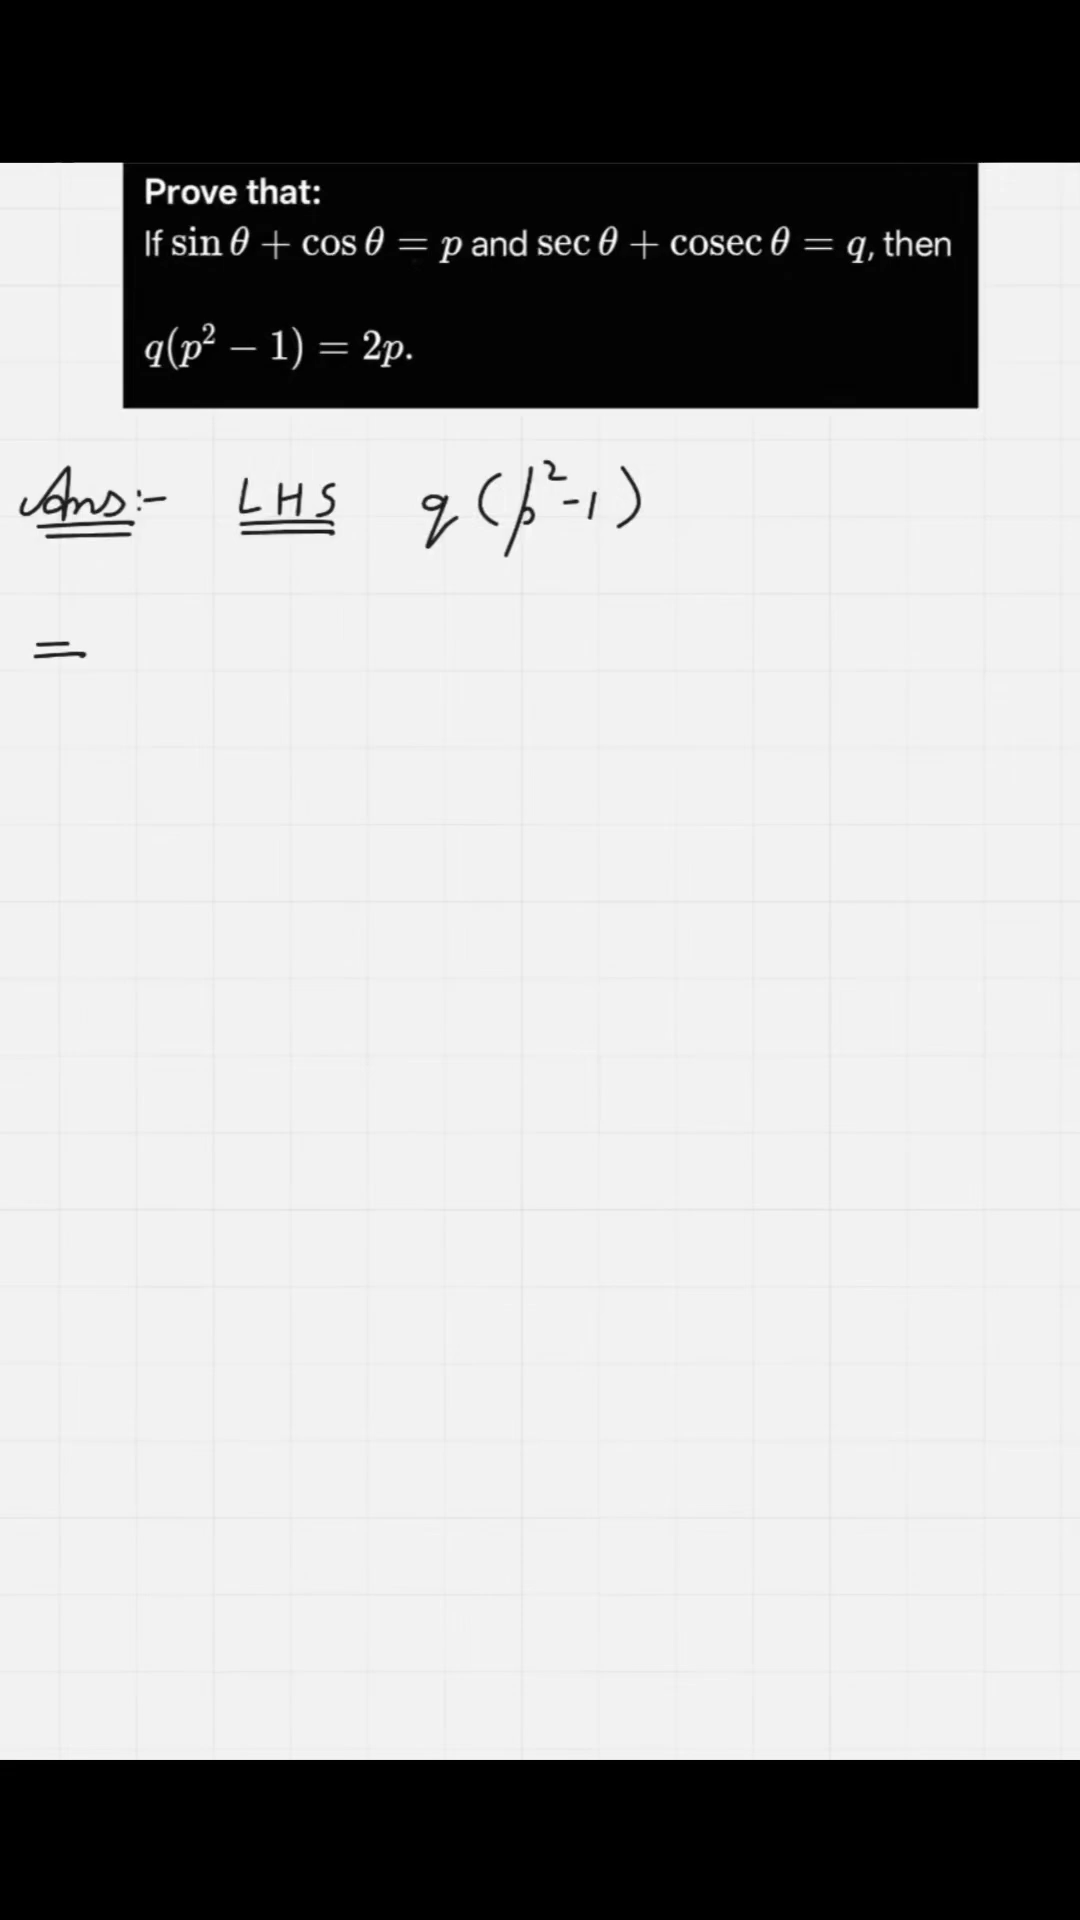 Prove that:
If sin θ + cos θ = p and sec θ + cosec θ = q, then
q(p² − 1) = 2p.
Ans:- LHS q(p²-1)
=